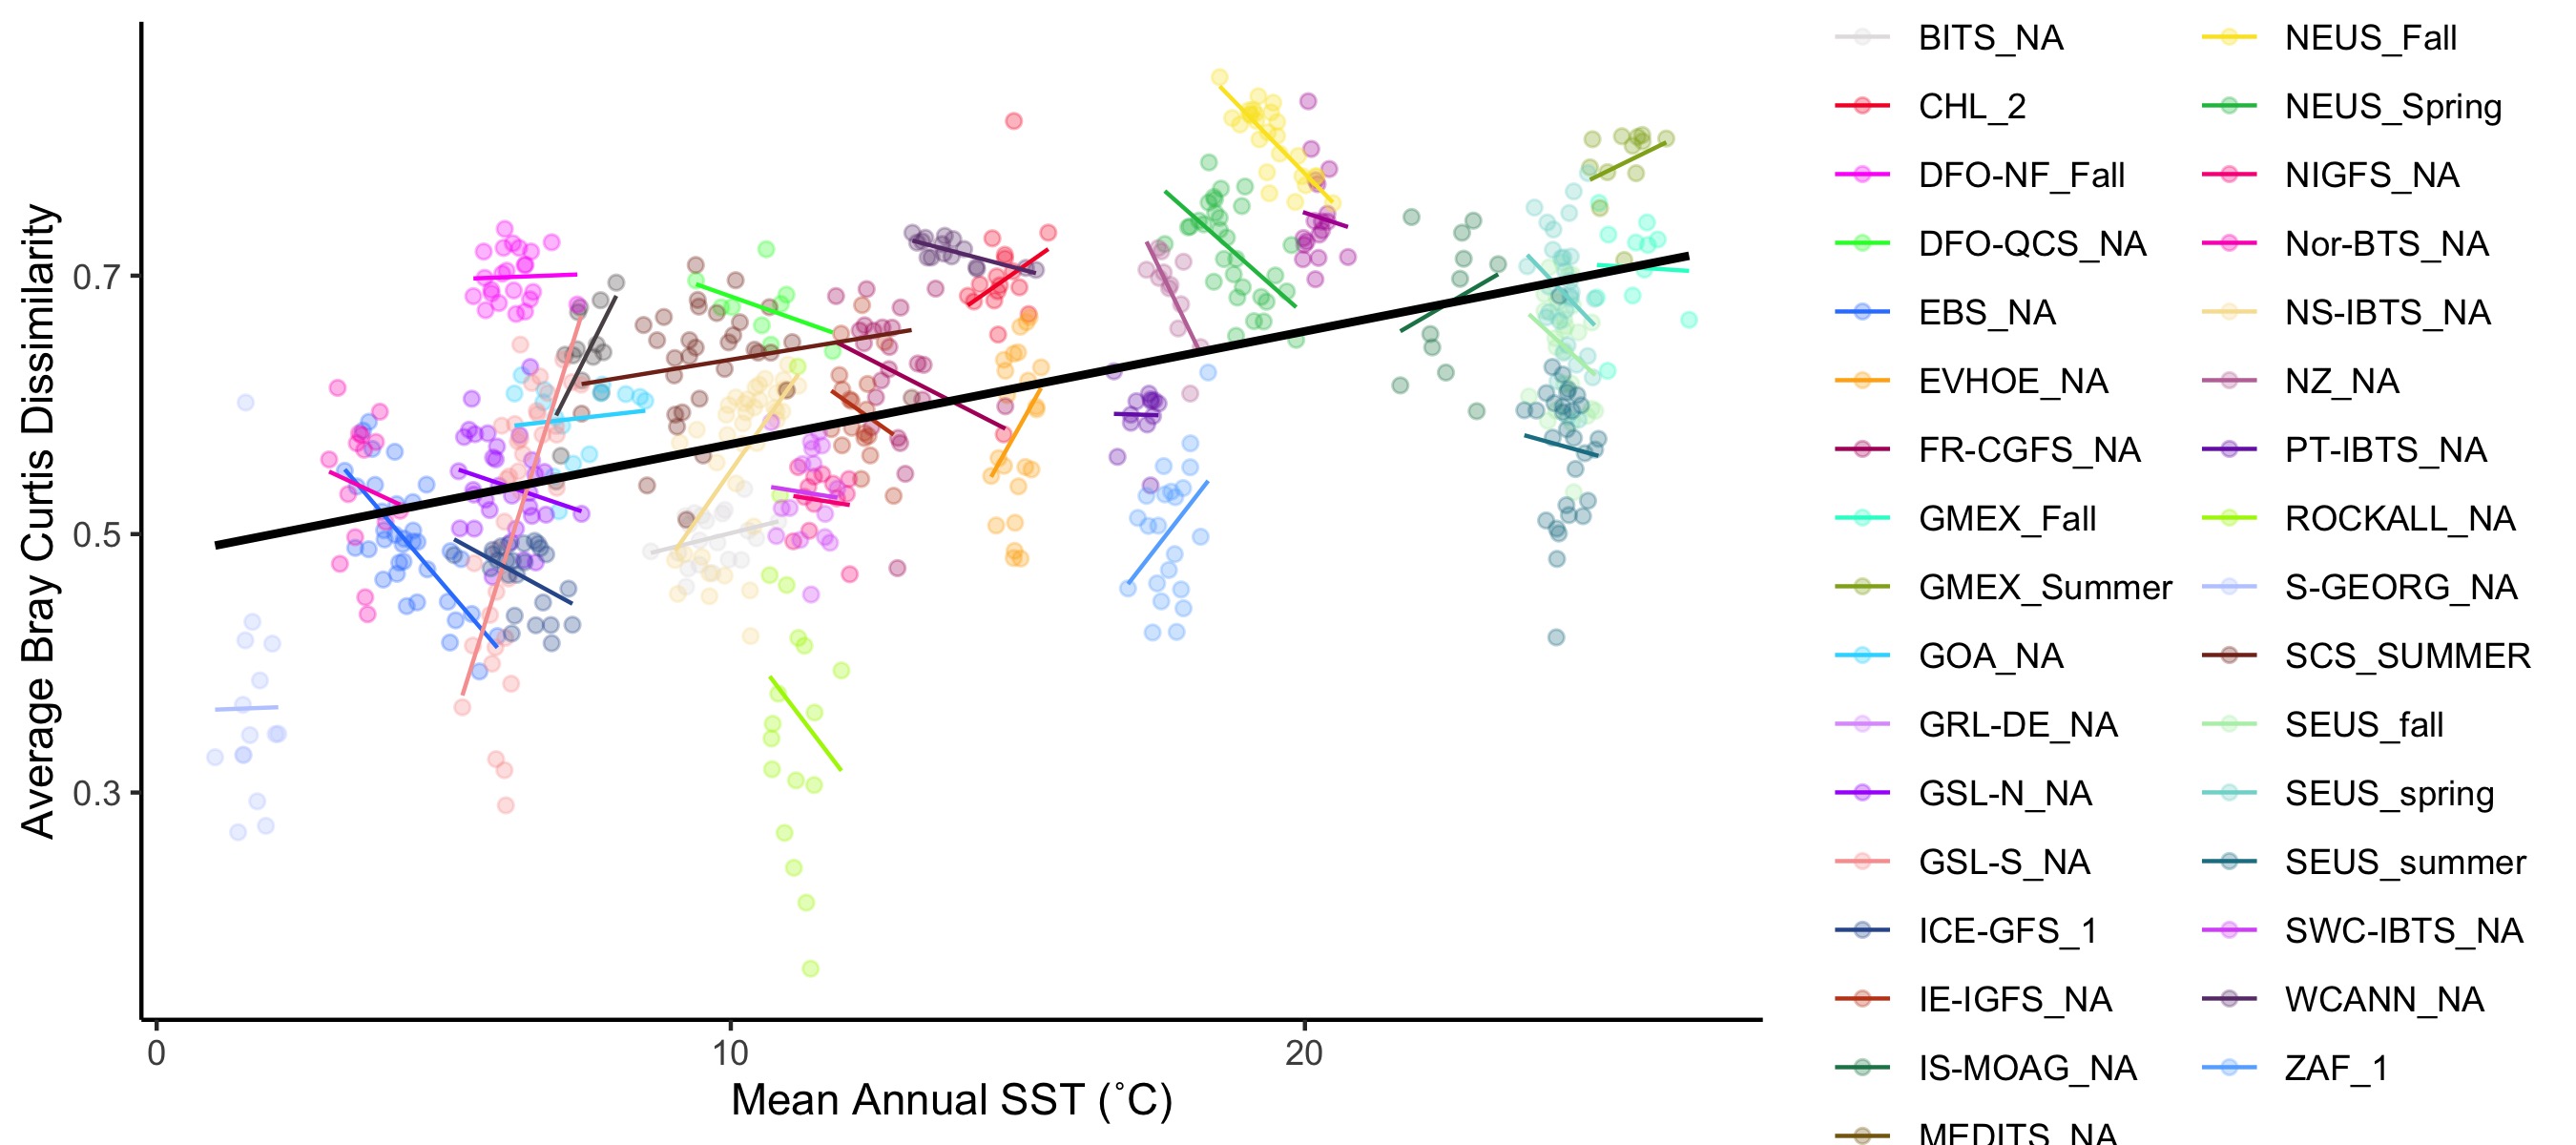 Average Bray Curtis Dissimilarity
0.7
0.5
0.3
0
10
20
Mean Annual SST (˚C)
BITS_NA
CHL_2
DFO-NF_Fall
DFO-QCS_NA
EBS_NA
EVHOE_NA
FR-CGFS_NA
GMEX_Fall
GMEX_Summer
GOA_NA
GRL-DE_NA
GSL-N_NA
GSL-S_NA
ICE-GFS_1
IE-IGFS_NA
IS-MOAG_NA
MEDITS_NA
NEUS_Fall
NEUS_Spring
NIGFS_NA
Nor-BTS_NA
NS-IBTS_NA
NZ_NA
PT-IBTS_NA
ROCKALL_NA
S-GEORG_NA
SCS_SUMMER
SEUS_fall
SEUS_spring
SEUS_summer
SWC-IBTS_NA
WCANN_NA
ZAF_1